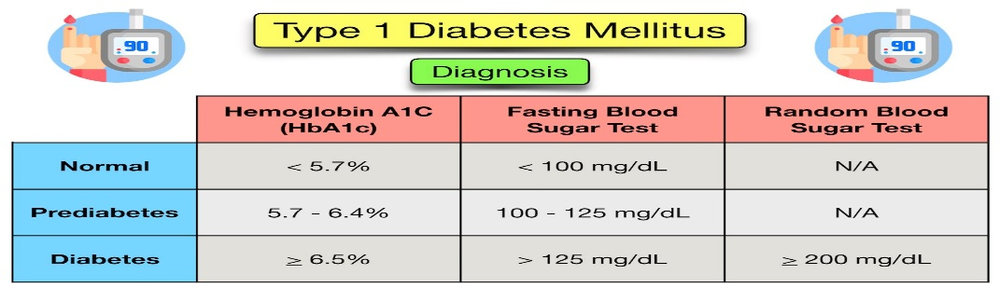 90
Type 1 Diabetes Mellitus
90
Diagnosis
Hemoglobin A1C
(HbA1c)
Fasting Blood
Sugar Test
Random Blood
Sugar Test
Normal
< 5.7%
< 100 mg/dL
N/A
Prediabetes
5.7 - 6.4%
100 - 125 mg/dL
N/A
Diabetes
≥ 6.5%
> 125 mg/dL
≥ 200 mg/dL